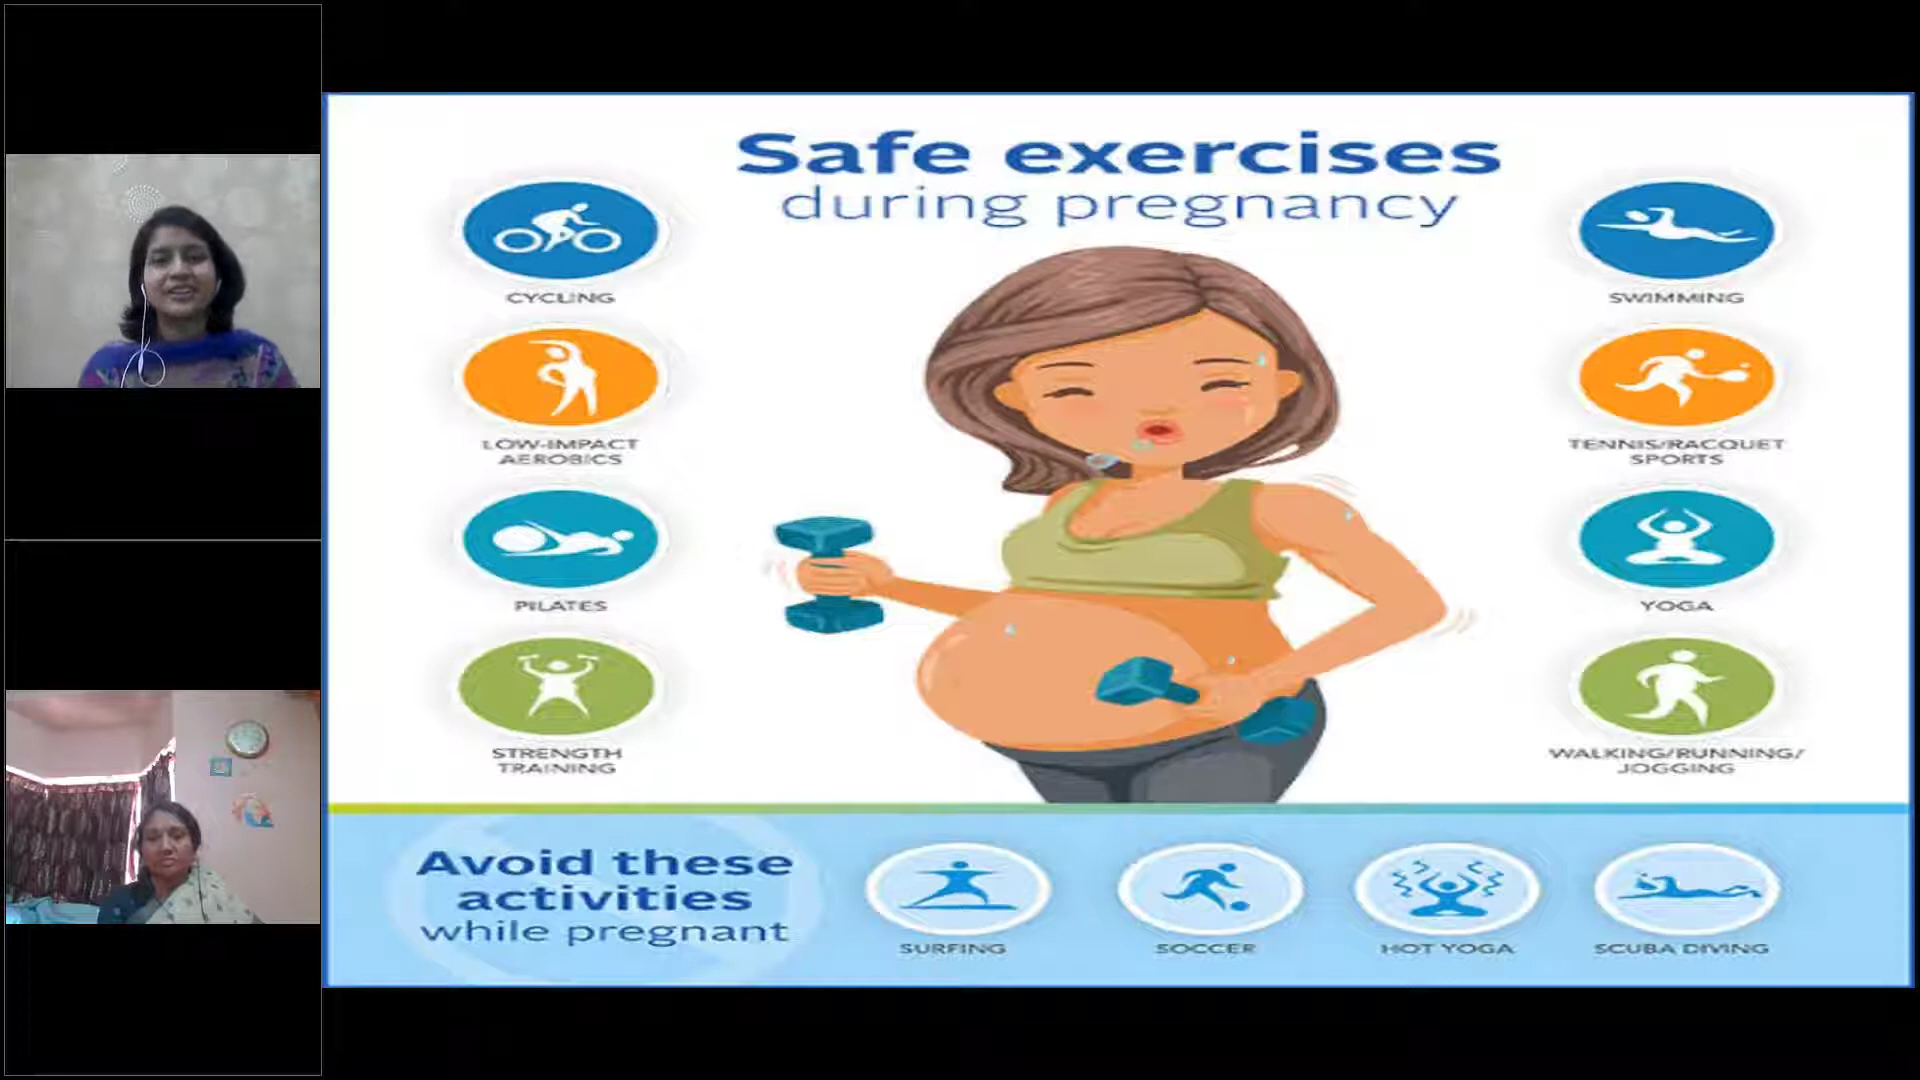 Safe exercises
during pregnancy
CYCLING
LOW-IMPACT
AEROBICS
PILATES
STRENGTH
TRAINING
SWIMMING
TENNIS/RACQUET
SPORTS
YOGA
WALKING/RUNNING/
JOGGING
Avoid these
activities
while pregnant
SURFING
SOCCER
HOT YOGA
SCUBA DIVING